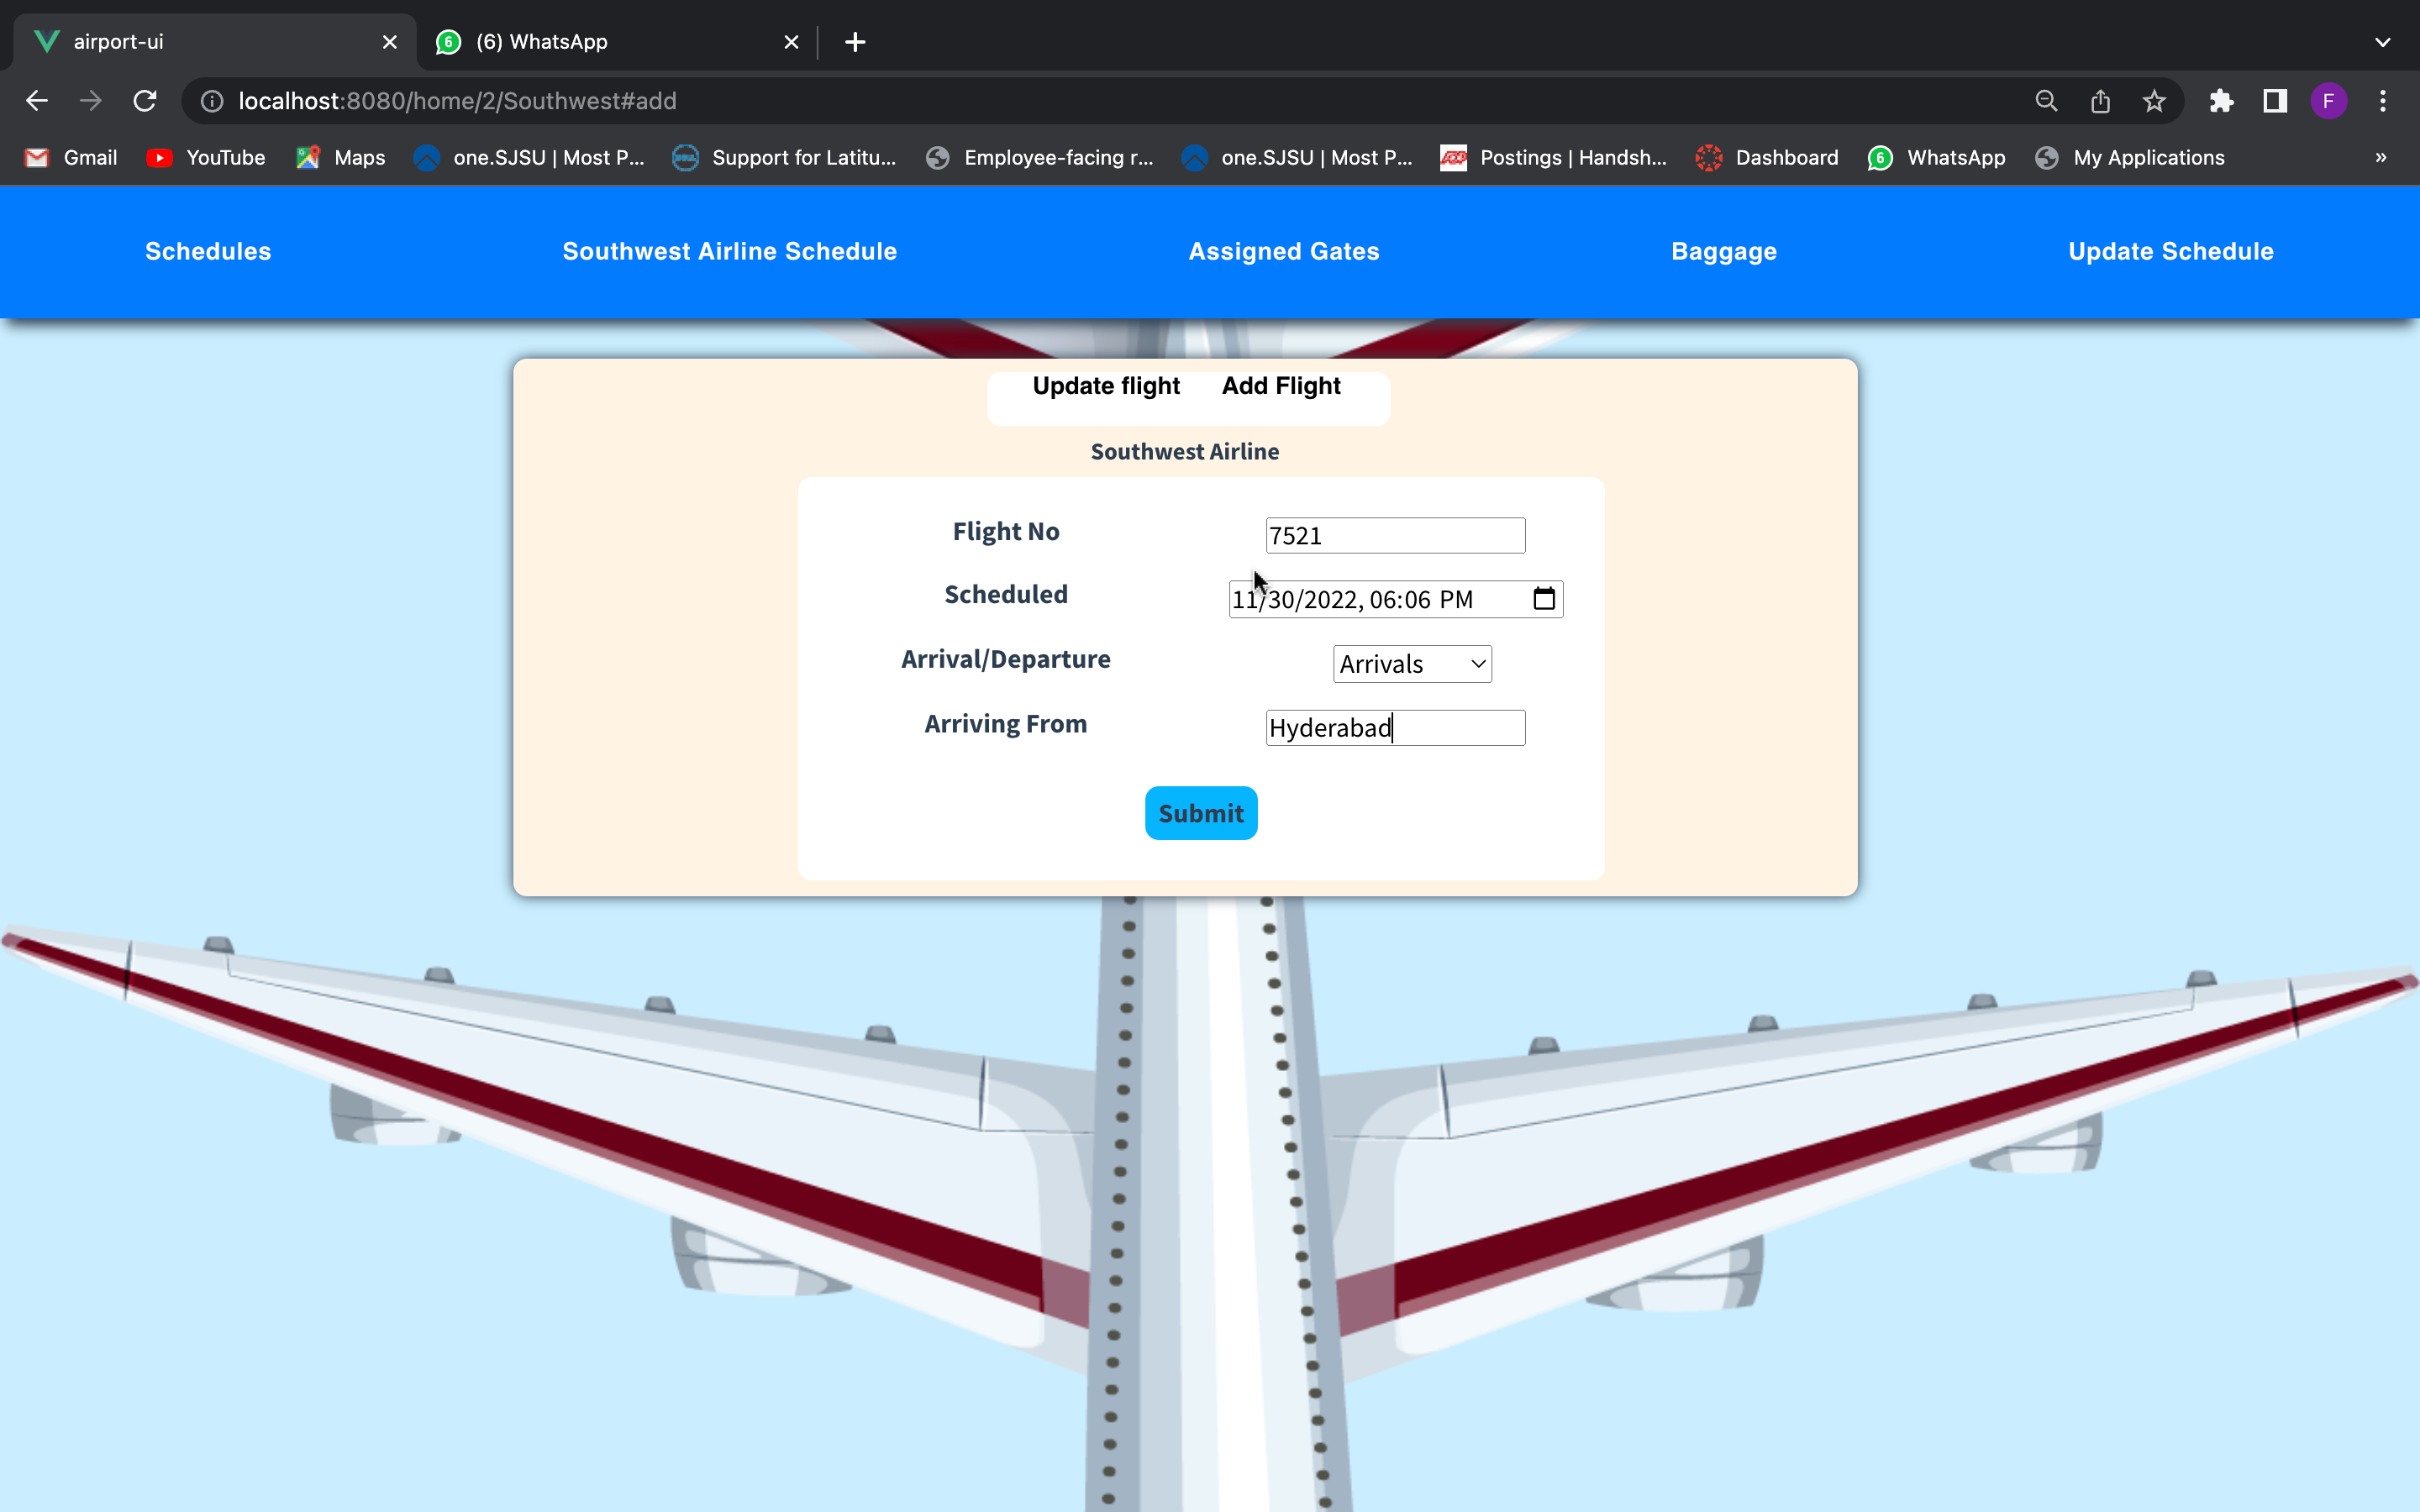 airport-ui
6 (6) WhatsApp
localhost:8080/home/2/Southwest#add
F
Gmail YouTube Maps one.SJSU | Most P... Support for Latitu... Employee-facing r... one.SJSU | Most P... Postings | Handsh... Dashboard 6 WhatsApp My Applications »
Schedules Southwest Airline Schedule Assigned Gates Baggage Update Schedule
Update flight Add Flight
Southwest Airline
Flight No 7521
Scheduled 11/30/2022, 06:06 PM
Arrival/Departure Arrivals
Arriving From Hyderabad
Submit